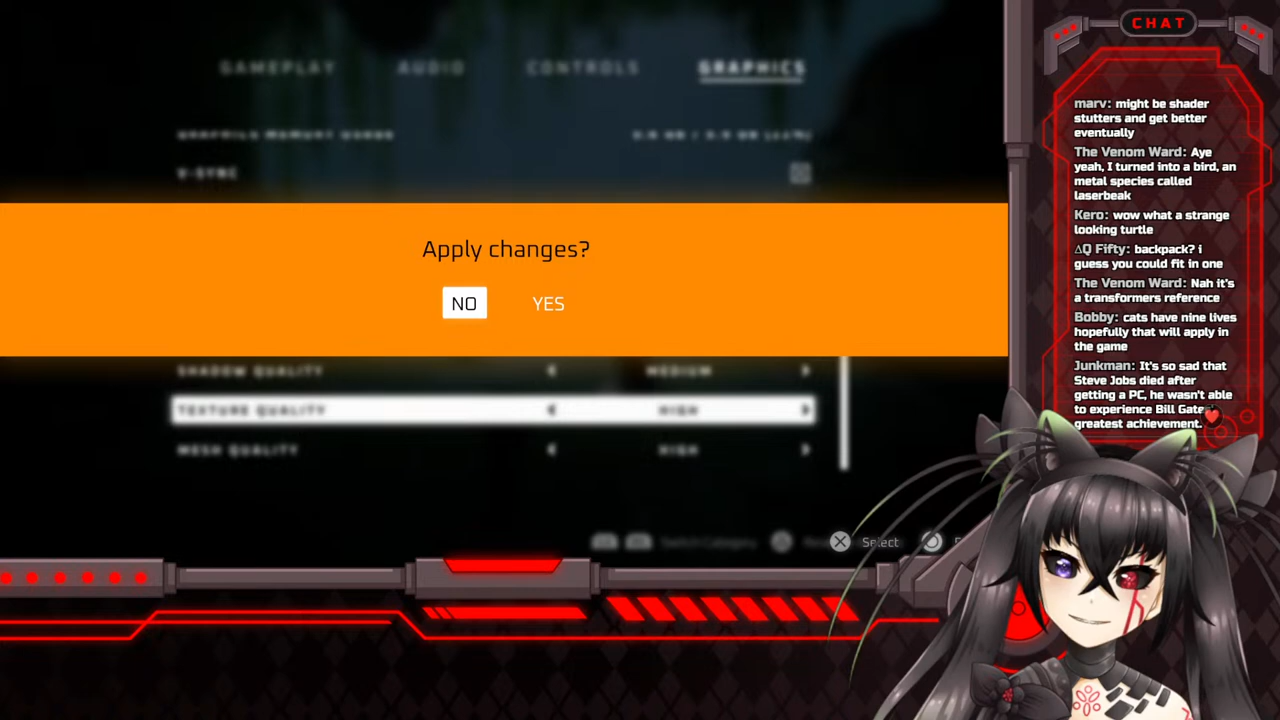 GAMEPLAY AUDIO CONTROLS GRAPHICS
GRAPHICS MEMORY USAGE
V-SYNC
Apply changes?
NO YES
SHADOW QUALITY MEDIUM
TEXTURE QUALITY HIGH
MESH QUALITY HIGH
Switch Category Select
CHAT
marv: might be shader
stutters and get better
eventually
The Venom Ward: Aye
yeah, I turned into a bird, an
metal species called
laserbeak
Kero: wow what a strange
looking turtle
ΔQ Fifty: backpack? i
guess you could fit in one
The Venom Ward: Nah it's
a transformers reference
Bobby: cats have nine lives
hopefully that will apply in
the game
Junkman: It's so sad that
Steve Jobs died after
getting a PC, he wasn't able
to experience Bill Gate
greatest achievement.